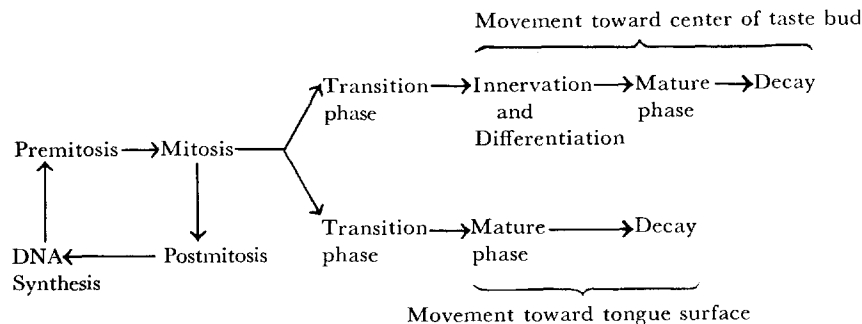 Movement toward center of taste bud
Transition Innervation Mature Decay
phase and phase
Differentiation
Premitosis Mitosis
Transition Mature Decay
phase phase
DNA Postmitosis
Synthesis
Movement toward tongue surface